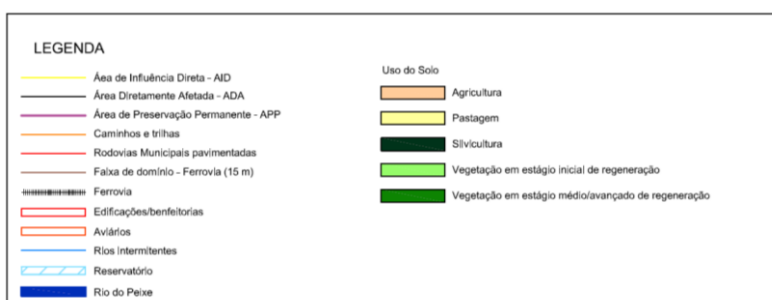 LEGENDA
Áea de Influência Direta - AID
Área Diretamente Afetada - ADA
Área de Preservação Permanente - APP
Caminhos e trilhas
Rodovias Municipais pavimentadas
Faixa de domínio - Ferrovia (15 m)
Ferrovia
Edificações/benfeitorias
Aviários
Rios Intermitentes
Reservatório
Rio do Peixe
Uso do Solo
Agricultura
Pastagem
Silvicultura
Vegetação em estágio inicial de regeneração
Vegetação em estágio médio/avançado de regeneração